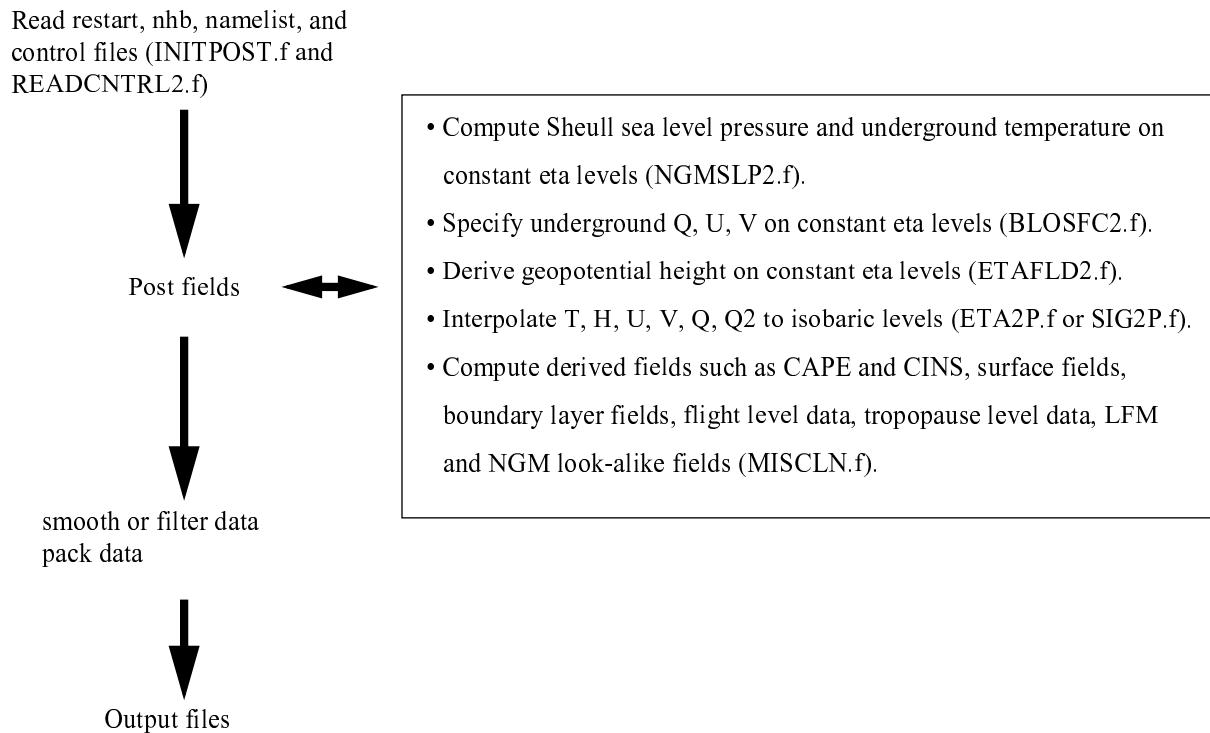 Read restart, nhb, namelist, and
control files (INITPOST.f and
READCNTRL2.f)
• Compute Sheull sea level pressure and underground temperature on
constant eta levels (NGMSLP2.f).
• Specify underground Q, U, V on constant eta levels (BLOSFC2.f).
• Derive geopotential height on constant eta levels (ETAFLD2.f).
• Interpolate T, H, U, V, Q, Q2 to isobaric levels (ETA2P.f or SIG2P.f).
• Compute derived fields such as CAPE and CINS, surface fields,
boundary layer fields, flight level data, tropopause level data, LFM
and NGM look-alike fields (MISCLN.f).
Post fields
smooth or filter data
pack data
Output files